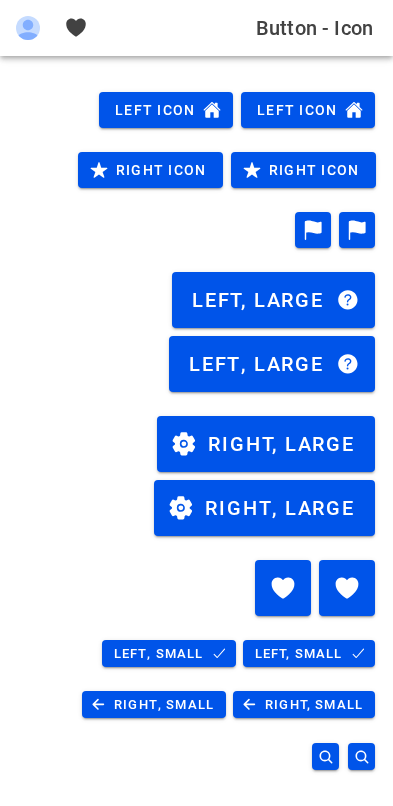 Button - Icon
LEFT ICON LEFT ICON
RIGHT ICON RIGHT ICON
LEFT, LARGE
LEFT, LARGE
RIGHT, LARGE
RIGHT, LARGE
LEFT, SMALL LEFT, SMALL
RIGHT, SMALL RIGHT, SMALL